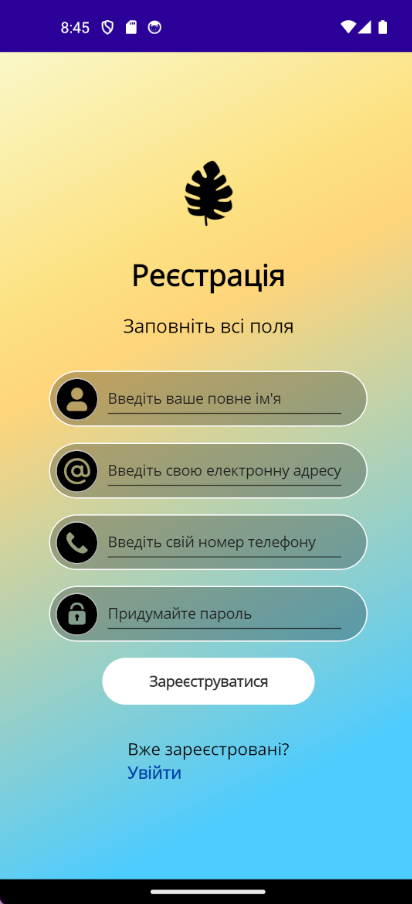 8:45
Реєстрація
Заповніть всі поля
Введіть ваше повне ім'я
Введіть свою електронну адресу
Введіть свій номер телефону
Придумайте пароль
Зареєструватися
Вже зареєстровані?
Увійти